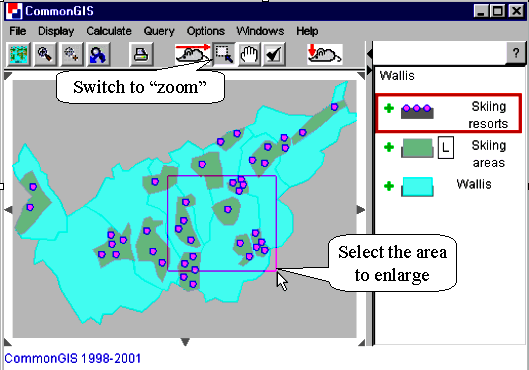 CommonGIS
File Display Calculate Query Options Windows Help
?
Switch to “zoom”
Wallis
Skiing
resorts
L
Skiing
areas
Wallis
Select the area
to enlarge
CommonGIS 1998-2001